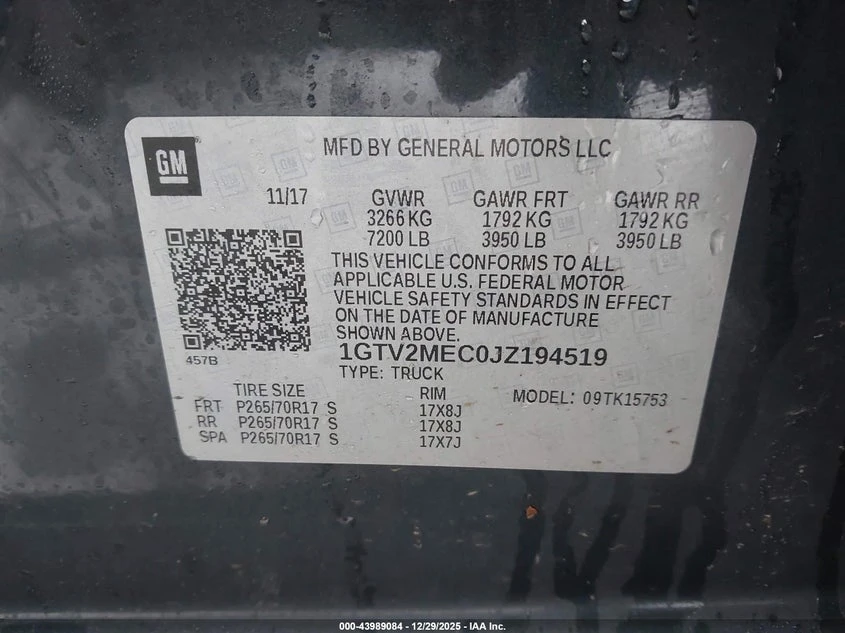 GM
MFD BY GENERAL MOTORS LLC
11/17 GVWR GAWR FRT GAWR RR
3266 KG 1792 KG 1792 KG
7200 LB 3950 LB 3950 LB
THIS VEHICLE CONFORMS TO ALL
APPLICABLE U.S. FEDERAL MOTOR
VEHICLE SAFETY STANDARDS IN EFFECT
ON THE DATE OF MANUFACTURE
SHOWN ABOVE.
457B
1GTV2MEC0JZ194519
TYPE: TRUCK
TIRE SIZE RIM MODEL: 09TK15753
FRT P265/70R17 S 17X8J
RR P265/70R17 S 17X8J
SPA P265/70R17 S 17X7J
000-43989084 - 12/29/2025 - IAA Inc.